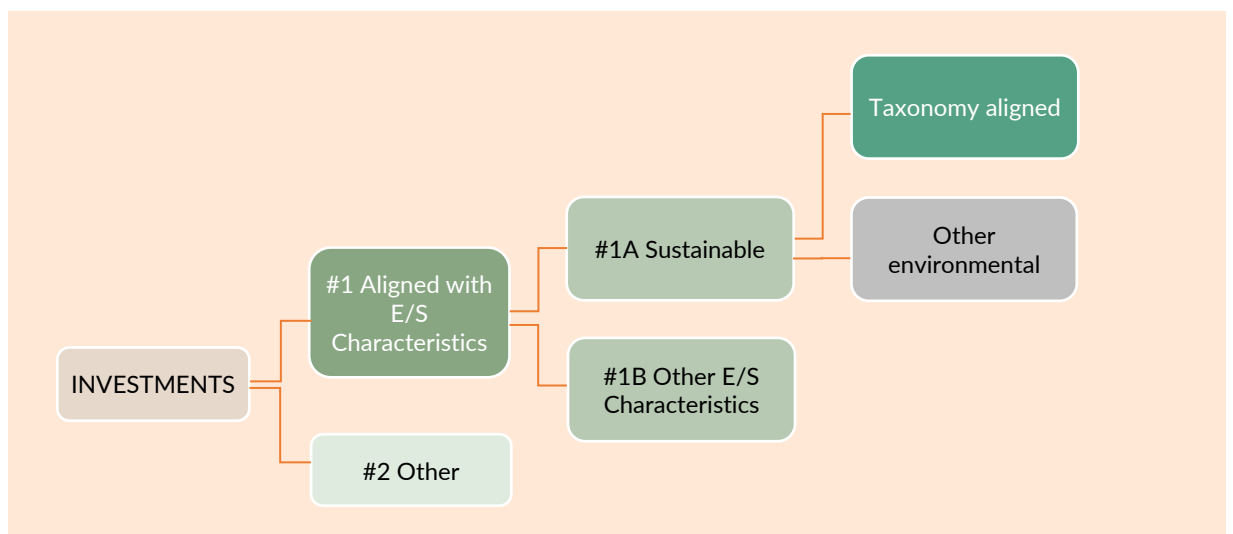 Taxonomy aligned
Other
environmental
#1A Sustainable
#1 Aligned with
E/S
Characteristics
#1B Other E/S
Characteristics
INVESTMENTS
#2 Other